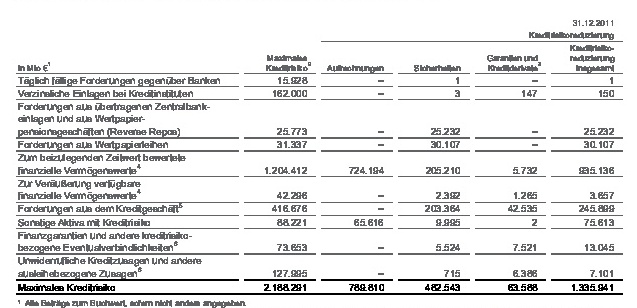 31.12.2011
Kreditrisikoreduzierung
In Mio €¹ Maximales Kreditrisiko² Aufrechnungen Sicherheiten Garantien und Kreditderivate³ Kreditrisiko-reduzierung insgesamt
Täglich fällige Forderungen gegenüber Banken 15.928 – 1 – 1
Verzinsliche Einlagen bei Kreditinstituten 162.000 – 3 147 150
Forderungen aus übertragenen Zentralbank-
einlagen und aus Wertpapier-
pensionsgeschäften (Reverse Repos) 25.773 – 25.232 – 25.232
Forderungen aus Wertpapierleihen 31.337 – 30.107 – 30.107
Zum beizulegenden Zeitwert bewertete
finanzielle Vermögenswerte⁴ 1.204.412 724.194 205.210 5.732 935.136
Zur Veräußerung verfügbare
finanzielle Vermögenswerte⁴ 42.296 – 2.392 1.265 3.657
Forderungen aus dem Kreditgeschäft⁵ 416.676 – 203.364 42.535 245.899
Sonstige Aktiva mit Kreditrisiko 88.221 65.616 9.995 2 75.613
Finanzgarantien und andere kreditrisiko-
bezogene Eventualverbindlichkeiten⁶ 73.653 – 5.524 7.521 13.045
Unwiderrufliche Kreditzusagen und andere
ausleihebezogene Zusagen⁶ 127.995 – 715 6.386 7.101
Maximales Kreditrisiko 2.188.291 789.810 482.543 63.588 1.335.941
¹ Alle Beträge zum Buchwert, sofern nicht anders angegeben.